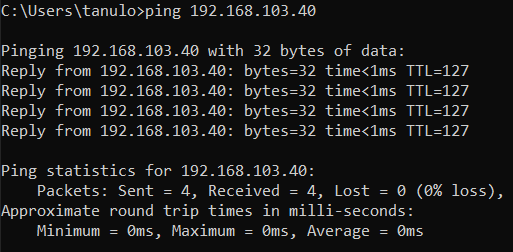 C:\Users\tanulo>ping 192.168.103.40
Pinging 192.168.103.40 with 32 bytes of data:
Reply from 192.168.103.40: bytes=32 time<1ms TTL=127
Reply from 192.168.103.40: bytes=32 time<1ms TTL=127
Reply from 192.168.103.40: bytes=32 time<1ms TTL=127
Reply from 192.168.103.40: bytes=32 time<1ms TTL=127
Ping statistics for 192.168.103.40:
    Packets: Sent = 4, Received = 4, Lost = 0 (0% loss),
Approximate round trip times in milli-seconds:
    Minimum = 0ms, Maximum = 0ms, Average = 0ms